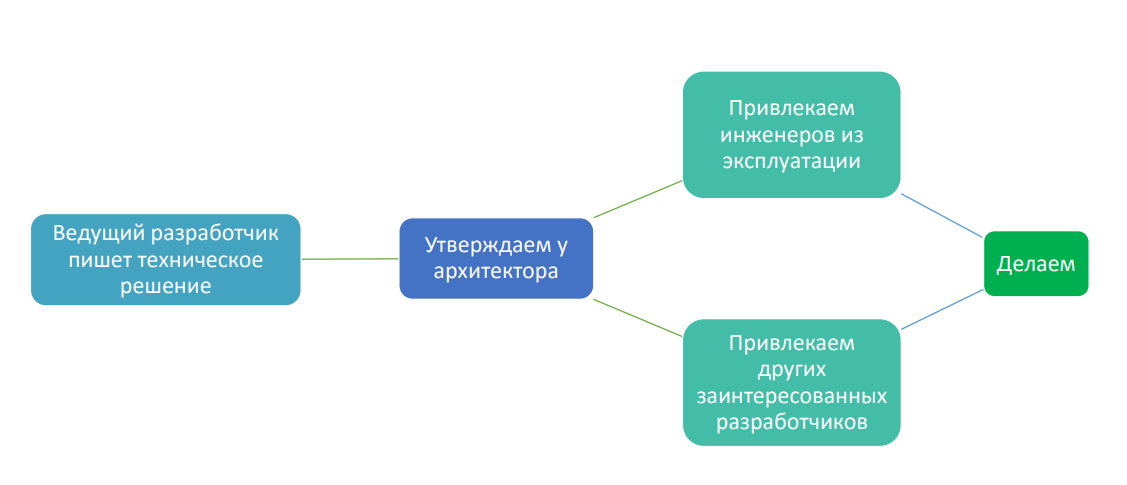 Ведущий разработчик
пишет техническое
решение
Утверждаем у
архитектора
Привлекаем
инженеров из
эксплуатации
Привлекаем
других
заинтересованных
разработчиков
Делаем